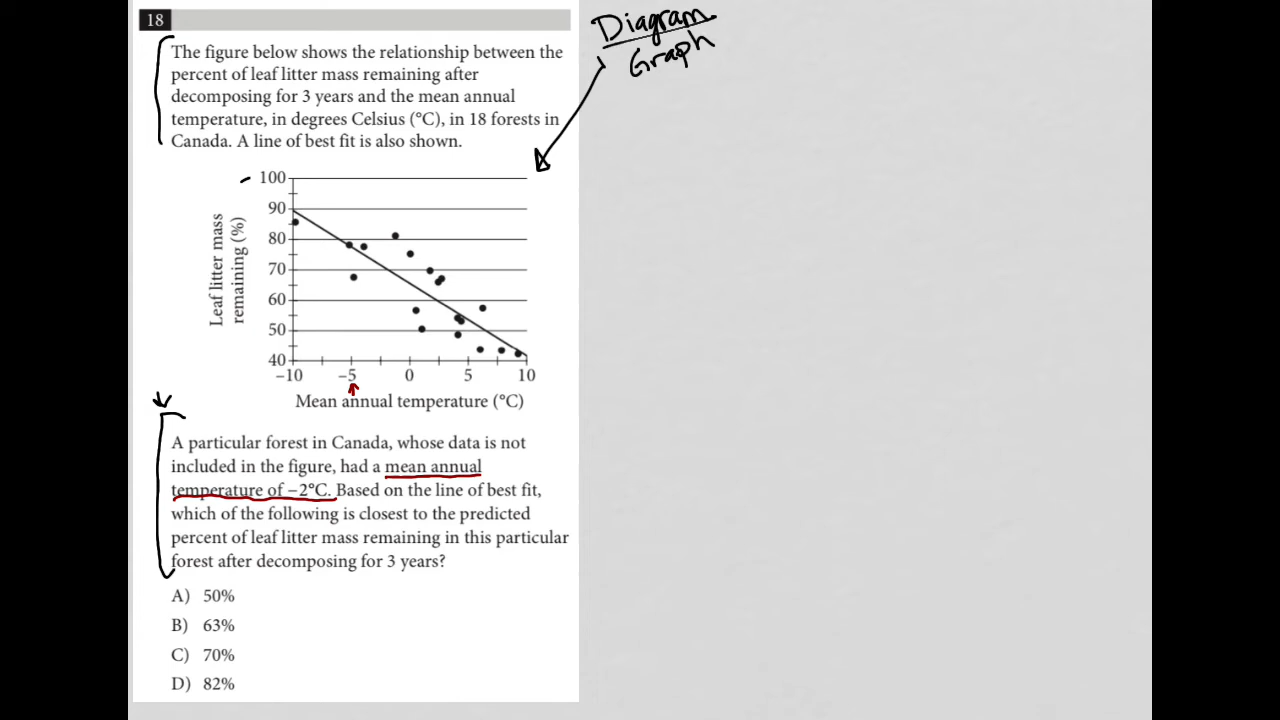 18
Diagram
Graph
The figure below shows the relationship between the
percent of leaf litter mass remaining after
decomposing for 3 years and the mean annual
temperature, in degrees Celsius (°C), in 18 forests in
Canada. A line of best fit is also shown.
Leaf litter mass
remaining (%)
100
90
80
70
60
50
40
−10 −5 0 5 10
Mean annual temperature (°C)
A particular forest in Canada, whose data is not
included in the figure, had a mean annual
temperature of −2°C. Based on the line of best fit,
which of the following is closest to the predicted
percent of leaf litter mass remaining in this particular
forest after decomposing for 3 years?
A) 50%
B) 63%
C) 70%
D) 82%